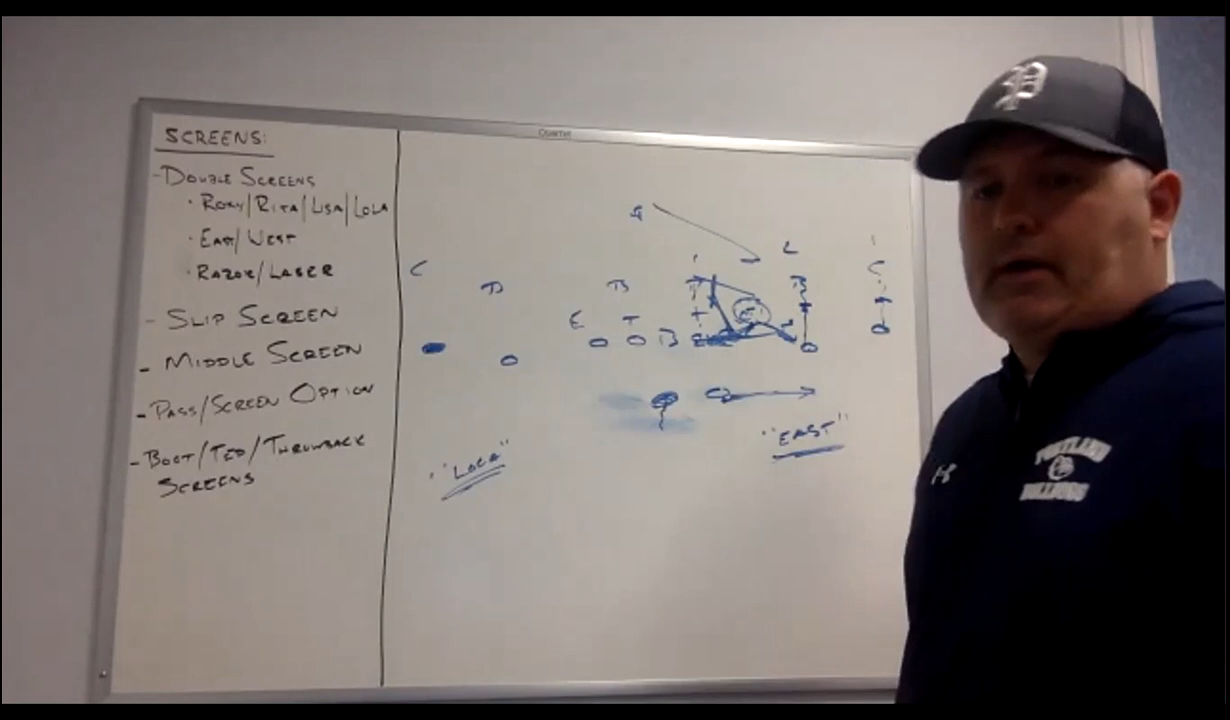 SCREENS:
- DOUBLE SCREENS
· ROXY/RITA/LISA/LOLA
· EAST/WEST
· RAZOR/LASER
- SLIP SCREEN
- MIDDLE SCREEN
- PASS/SCREEN OPTION
- BOOT/TED/THROWBACK
SCREENS
C
B
E
T
B
C
"LOLA"
"EAST"
P
PORTLAND
BULLDOGS